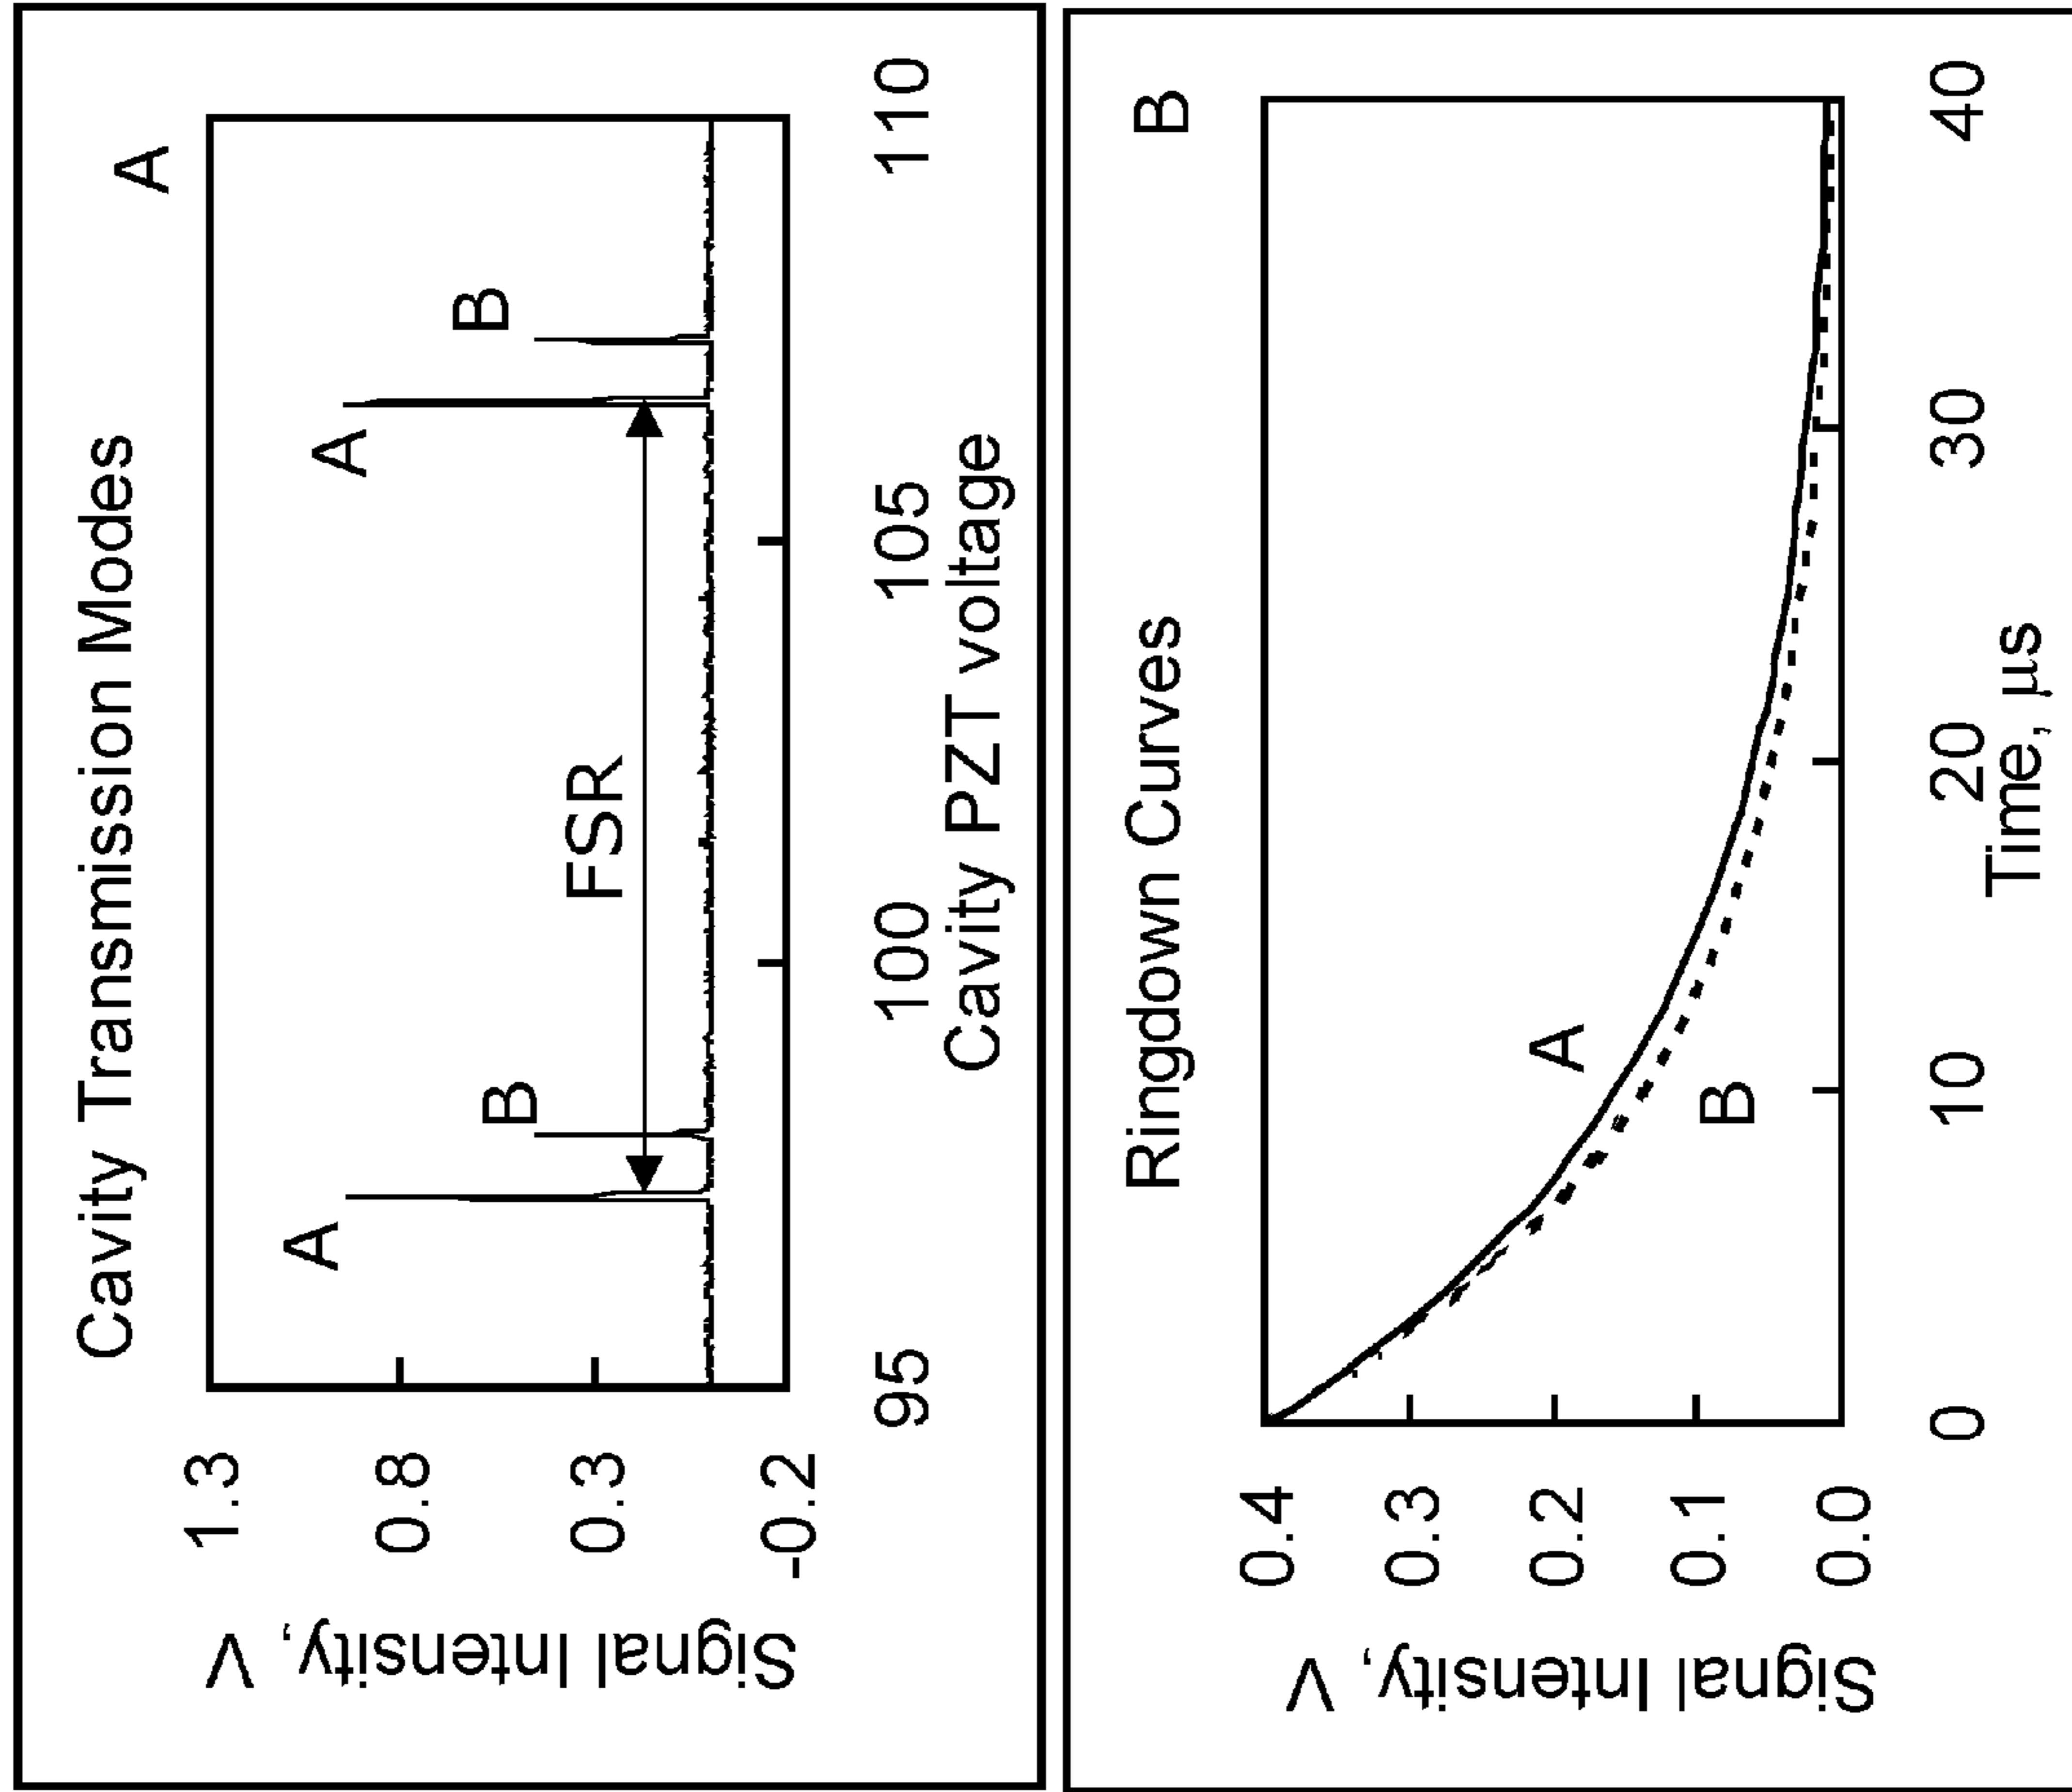 Cavity Transmission Modes
A
1.3
0.8
0.3
-0.2
Signal Intensity, V
A
B
FSR
A
B
95
100
105
110
Cavity PZT voltage
Ringdown Curves
B
0.4
0.3
0.2
0.1
0.0
Signal Intensity, V
A
B
0
10
20
30
40
Time, μs